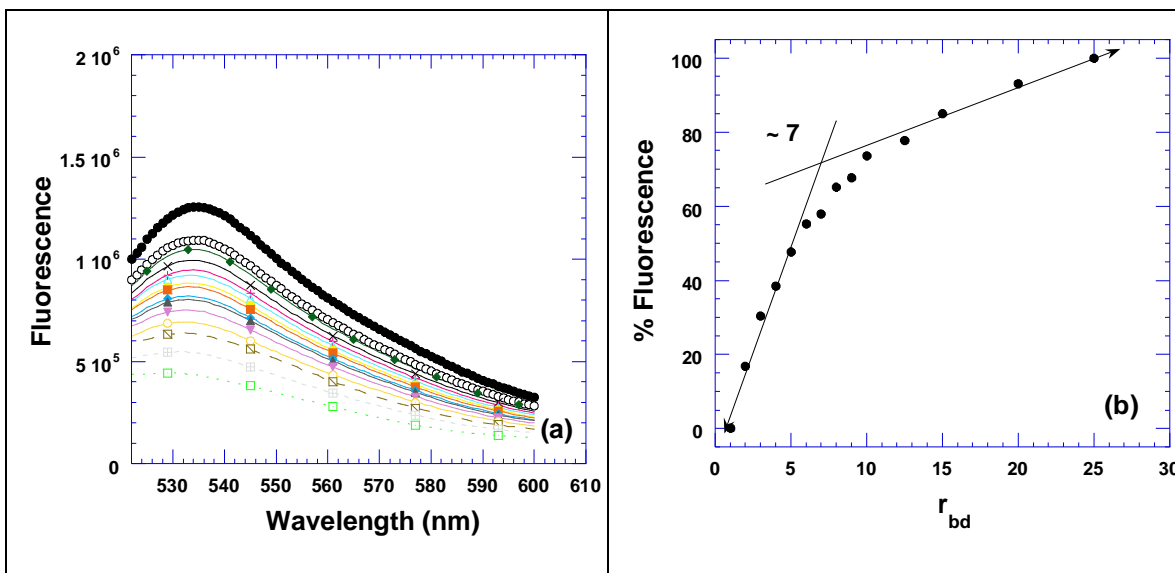 2 10⁶
1.5 10⁶
1 10⁶
5 10⁵
0
Fluorescence
530 540 550 560 570 580 590 600 610
Wavelength (nm)
(a)
100
80
60
40
20
0
% Fluorescence
~ 7
0 5 10 15 20 25 30
r_bd
(b)